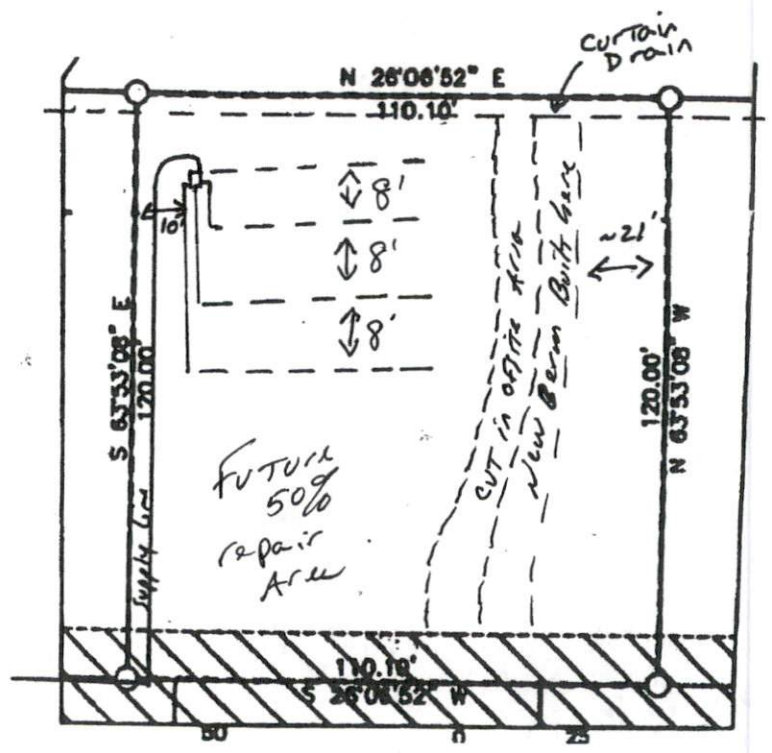 Curtain
Drain
N 26°06'52" E
110.10'
8'
10'
8'
8'
~21'
S 63°53'08" E
120.00'
Supply Line
CUT in offsite Area
New Berm Built here
120.00'
N 63°53'08" W
Future
50%
repair
Area
110.10'
S 26°06'52" W
50
0
25